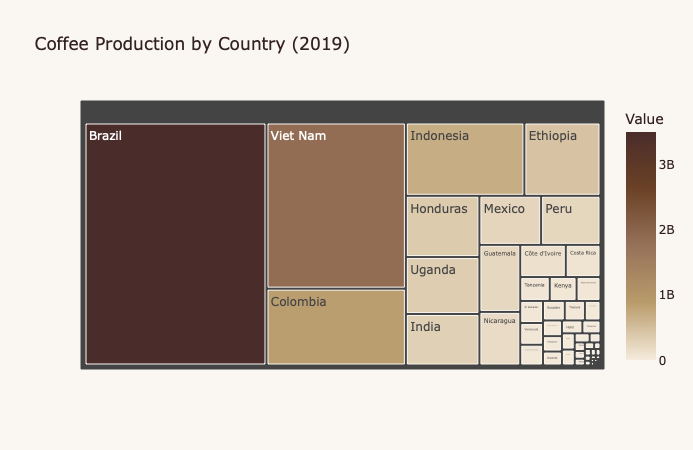 Coffee Production by Country (2019)
Brazil
Viet Nam
Colombia
Indonesia
Ethiopia
Honduras
Uganda
India
Mexico
Peru
Guatemala
Nicaragua
Côte d'Ivoire
Costa Rica
Tanzania
Kenya
Value
3B
2B
1B
0